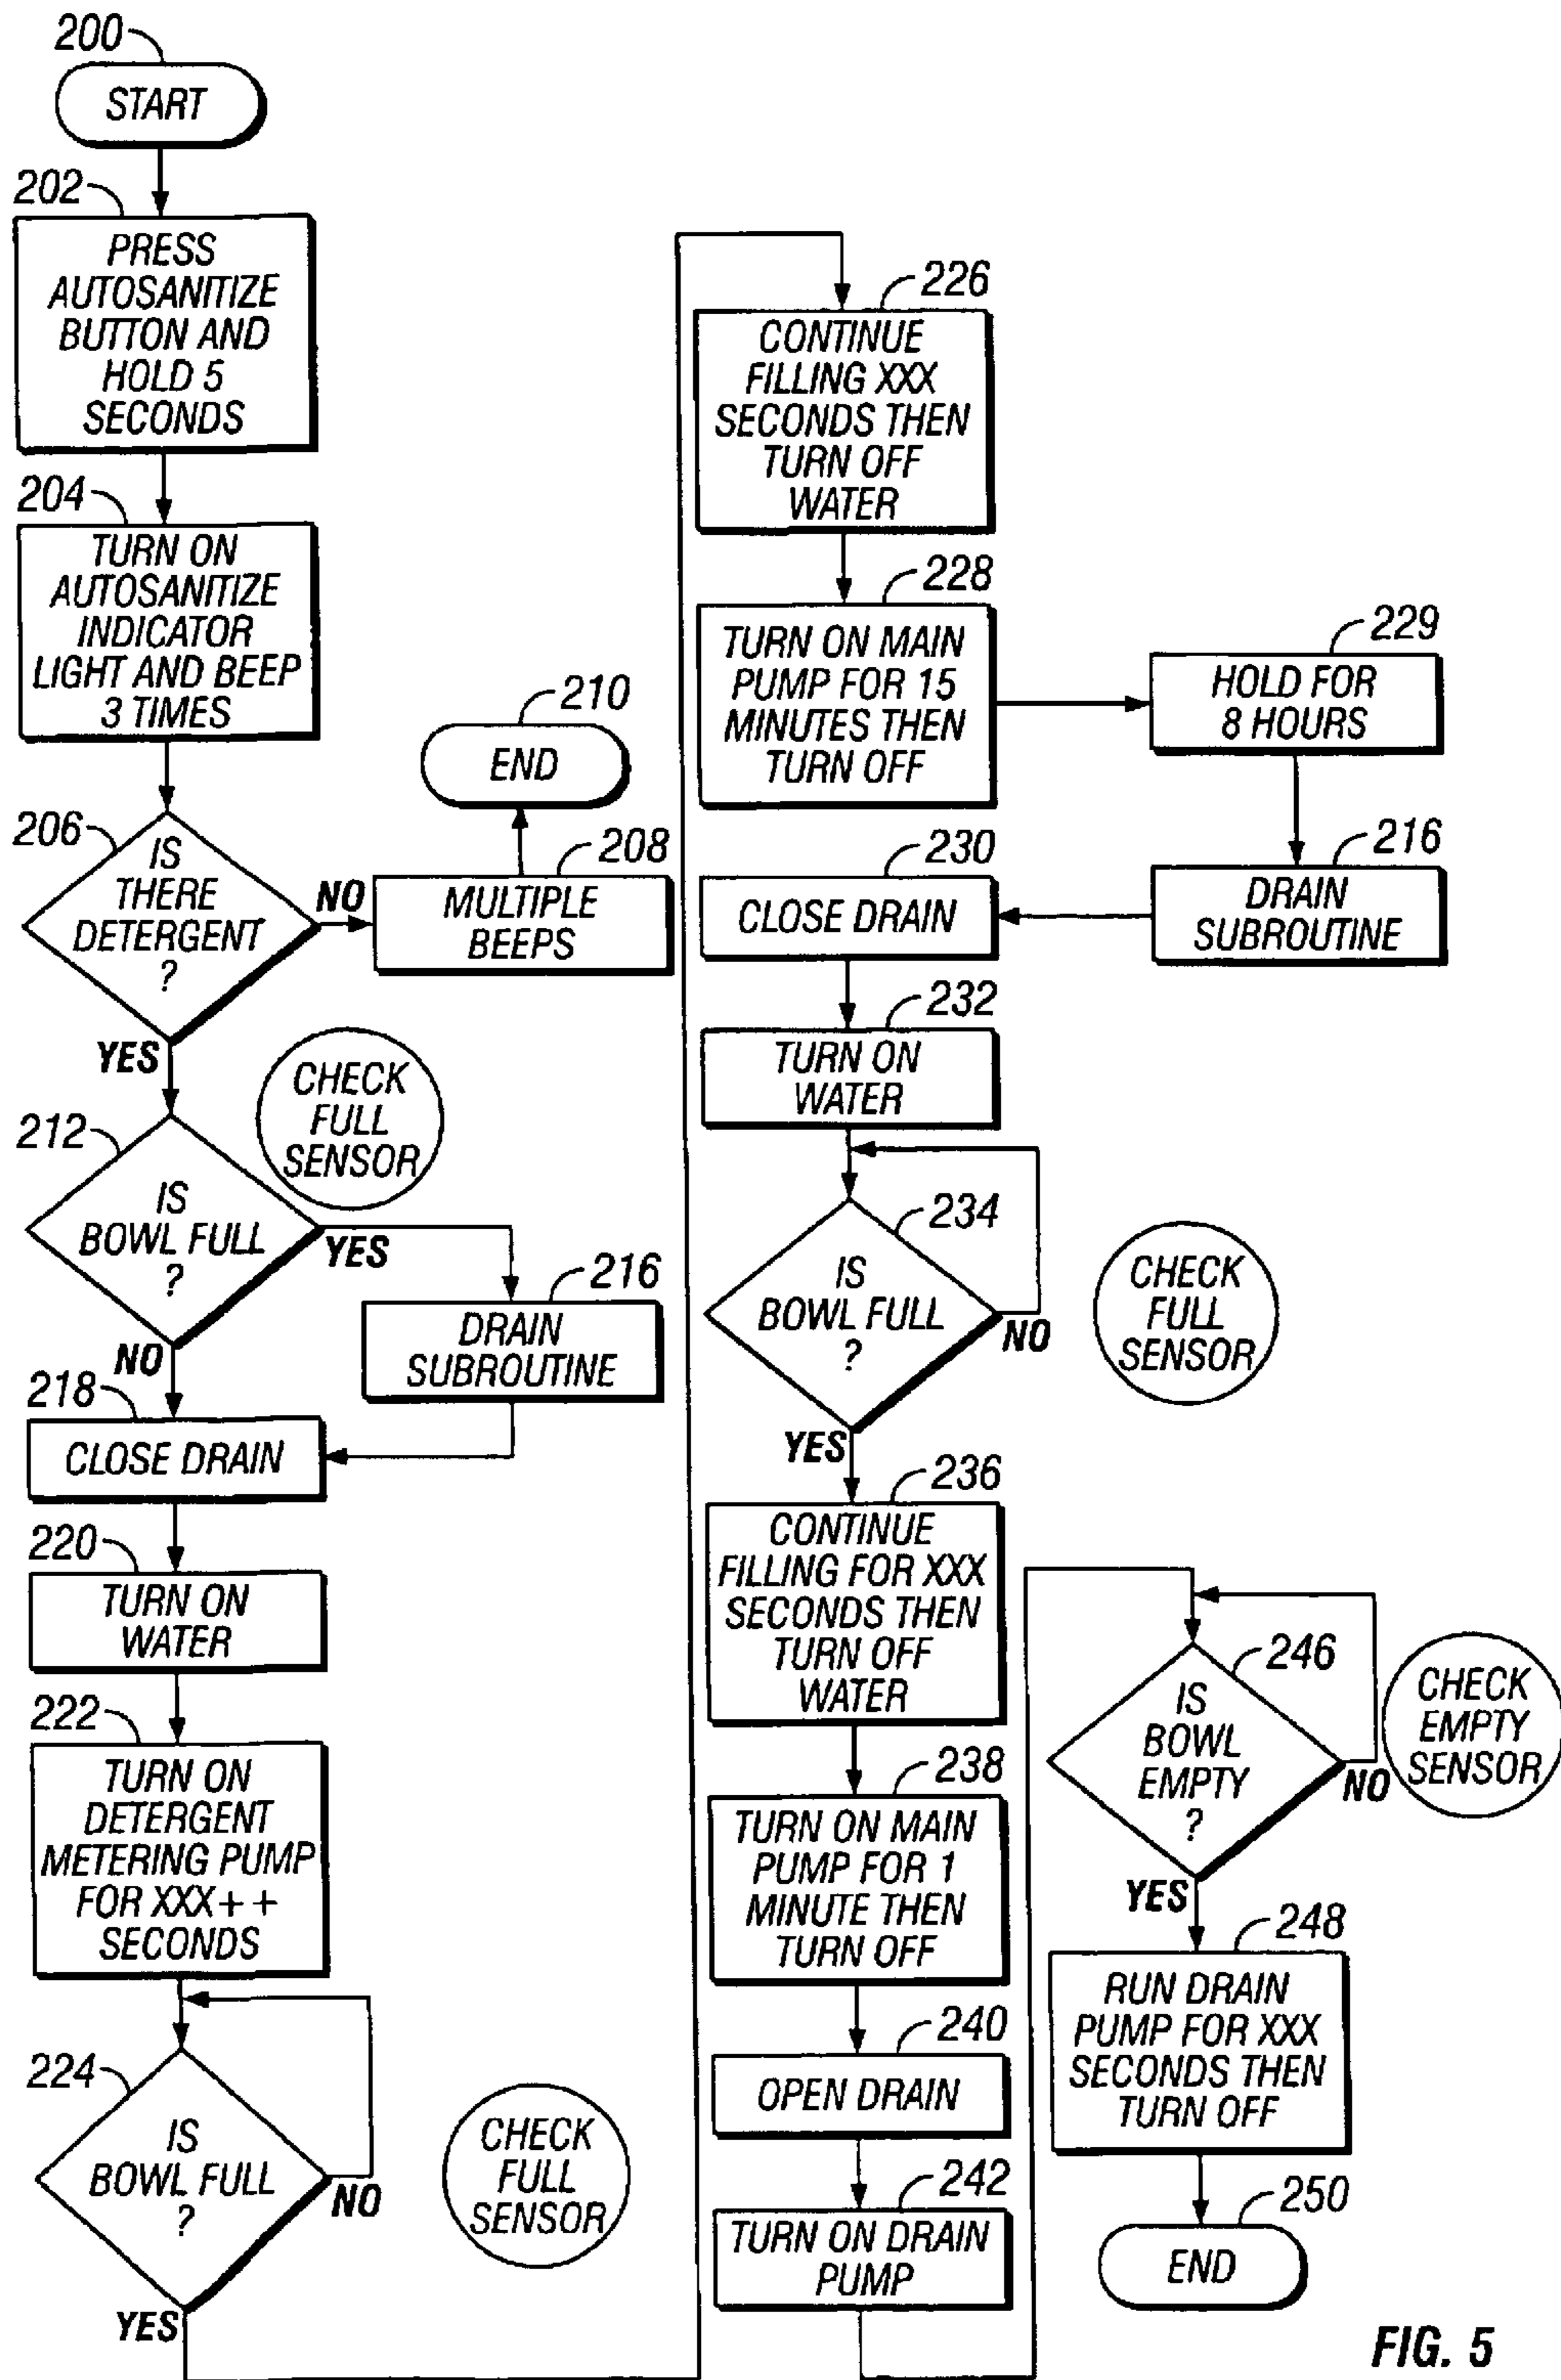 200
START
202
PRESS
AUTOSANITIZE
BUTTON AND
HOLD 5
SECONDS
204
TURN ON
AUTOSANITIZE
INDICATOR
LIGHT AND BEEP
3 TIMES
206
IS
THERE
DETERGENT
?
NO
YES
208
MULTIPLE
BEEPS
210
END
CHECK
FULL
SENSOR
212
IS
BOWL FULL
?
YES
NO
216
DRAIN
SUBROUTINE
218
CLOSE DRAIN
220
TURN ON
WATER
222
TURN ON
DETERGENT
METERING PUMP
FOR XXX++
SECONDS
224
IS
BOWL FULL
?
NO
YES
CHECK
FULL
SENSOR
226
CONTINUE
FILLING XXX
SECONDS THEN
TURN OFF
WATER
228
TURN ON MAIN
PUMP FOR 15
MINUTES THEN
TURN OFF
229
HOLD FOR
8 HOURS
216
DRAIN
SUBROUTINE
230
CLOSE DRAIN
232
TURN ON
WATER
234
IS
BOWL FULL
?
NO
YES
CHECK
FULL
SENSOR
236
CONTINUE
FILLING FOR XXX
SECONDS THEN
TURN OFF
WATER
238
TURN ON MAIN
PUMP FOR 1
MINUTE THEN
TURN OFF
240
OPEN DRAIN
242
TURN ON DRAIN
PUMP
246
IS
BOWL
EMPTY
?
NO
YES
CHECK
EMPTY
SENSOR
248
RUN DRAIN
PUMP FOR XXX
SECONDS THEN
TURN OFF
250
END
FIG. 5